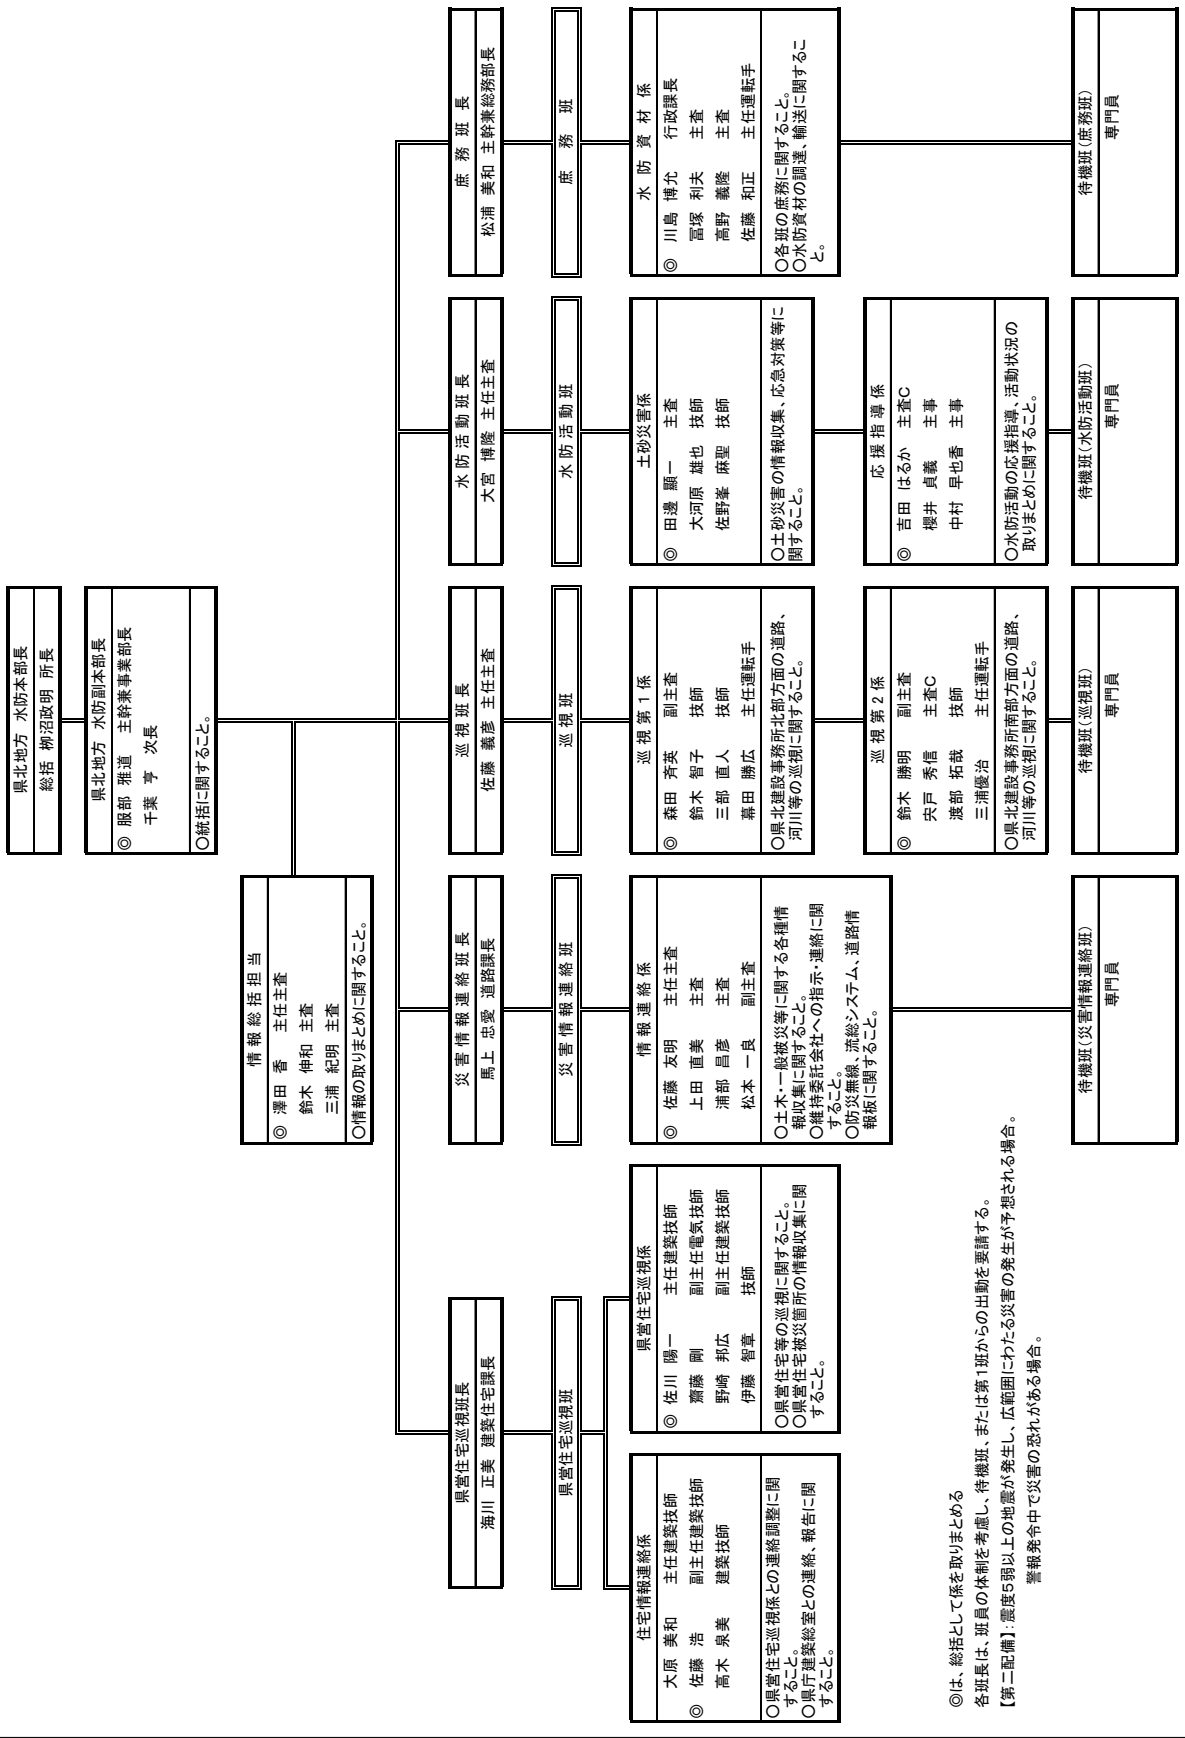 県北地方 水防本部長
総括 栁沼政明 所長
県北地方 水防副本部長
◎ 服部 雅道 主幹兼事業部長
千葉 亨 次長
○統括に関すること。
情報総括担当
◎ 澤田 香 主任主査
鈴木 伸和 主査
三浦 紀明 主査
○情報の取りまとめに関すること。
県営住宅巡視班長
海川 正美 建築住宅課長
県営住宅巡視班
住宅情報連絡係
大原 美和 主任建築技師
◎ 佐藤 浩 副主任建築技師
高木 泉美 建築技師
○県営住宅巡視係との連絡調整に関
すること。
○県庁建築総室との連絡、報告に関
すること。
県営住宅巡視係
◎ 佐川 陽一 主任建築技師
齋藤 剛 副主任電気技師
野崎 邦広 副主任建築技師
伊藤 智章 技師
○県営住宅等の巡視に関すること。
○県営住宅被災箇所の情報収集に関
すること。
災害情報連絡班長
馬上 忠愛 道路課長
災害情報連絡班
情報連絡係
◎ 佐藤 友明 主任主査
上田 直美 主査
浦部 昌彦 主査
松本 一良 副主査
○土木・一般被災等に関する各種情
報収集に関すること。
○維持委託会社への指示・連絡に関
すること。
○防災無線、流総システム、道路情
報板に関すること。
待機班(災害情報連絡班)
専門員
巡視班長
佐藤 義彦 主任主査
巡視班
巡視第1係
◎ 森田 斉英 副主査
鈴木 智子 技師
三部 直人 技師
幕田 勝広 主任運転手
○県北建設事務所北部方面の道路、
河川等の巡視に関すること。
巡視第2係
◎ 鈴木 勝明 副主査
宍戸 秀信 主査C
渡部 拓哉 技師
三浦優治 主任運転手
○県北建設事務所南部方面の道路、
河川等の巡視に関すること。
待機班(巡視班)
専門員
水防活動班長
大宮 博隆 主任主査
水防活動班
土砂災害係
◎ 田邊 顯一 主査
大河原 雄也 技師
佐野峯 麻聖 技師
○土砂災害の情報収集、応急対策等に
関すること。
応援指導係
◎ 吉田 はるか 主査C
櫻井 貞義 主事
中村 早也香 主事
○水防活動の応援指導、活動状況の
取りまとめに関すること。
待機班(水防活動班)
専門員
庶務班長
松浦 美和 主幹兼総務部長
庶務班
水防資材係
◎ 川島 博允 行政課長
冨塚 利夫 主査
高野 義隆 主査
佐藤 和正 主任運転手
○各班の庶務に関すること。
○水防資材の調達、輸送に関するこ
と。
待機班(庶務班)
専門員
◎は、総括として係を取りまとめる
各班長は、班員の体制を考慮し、待機班、または第1班からの出動を要請する。
【第二配備】:震度5弱以上の地震が発生し、広範囲にわたる災害の発生が予想される場合。
警報発令中で災害の恐れがある場合。